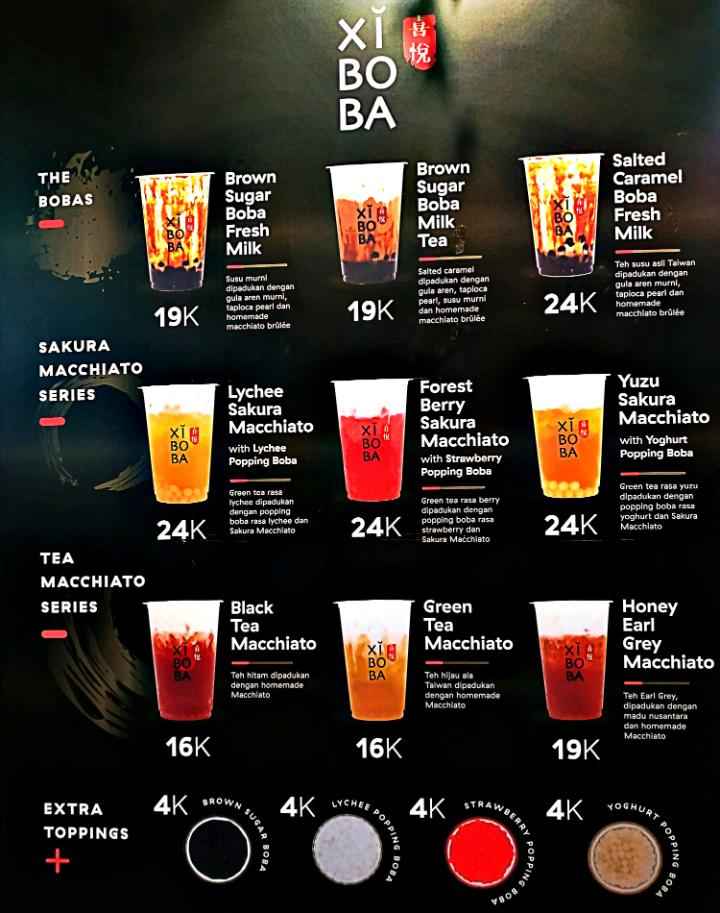 XǏ
BO
BA
喜
悅
THE
BOBAS
Brown
Sugar
Boba
Fresh
Milk
Susu murni
dipadukan dengan
gula aren murni,
tapioca pearl dan
homemade
macchiato brûlée
19K
Brown
Sugar
Boba
Milk
Tea
Salted caramel
dipadukan dengan
gula aren, tapioca
pearl, susu murni
dan homemade
macchiato brûlée
19K
Salted
Caramel
Boba
Fresh
Milk
Teh susu asli Taiwan
dipadukan dengan
gula aren murni,
tapioca pearl dan
homemade
macchiato brûlée
24K
SAKURA
MACCHIATO
SERIES
Lychee
Sakura
Macchiato
with Lychee
Popping Boba
Green tea rasa
lychee dipadukan
dengan popping
boba rasa lychee dan
Sakura Macchiato
24K
Forest
Berry
Sakura
Macchiato
with Strawberry
Popping Boba
Green tea rasa berry
dipadukan dengan
popping boba rasa
strawberry dan
Sakura Macchiato
24K
Yuzu
Sakura
Macchiato
with Yoghurt
Popping Boba
Green tea rasa yuzu
dipadukan dengan
popping boba rasa
yoghurt dan Sakura
Macchiato
24K
TEA
MACCHIATO
SERIES
Black
Tea
Macchiato
Teh hitam dipadukan
dengan homemade
Macchiato
16K
Green
Tea
Macchiato
Teh hijau ala
Taiwan dipadukan
dengan homemade
Macchiato
16K
Honey
Earl
Grey
Macchiato
Teh Earl Grey,
dipadukan dengan
madu nusantara
dan homemade
Macchiato
19K
EXTRA
TOPPINGS
+
4K
BROWN SUGAR BOBA
4K
LYCHEE POPPING BOBA
4K
STRAWBERRY POPPING BOBA
4K
YOGHURT POPPING BOBA